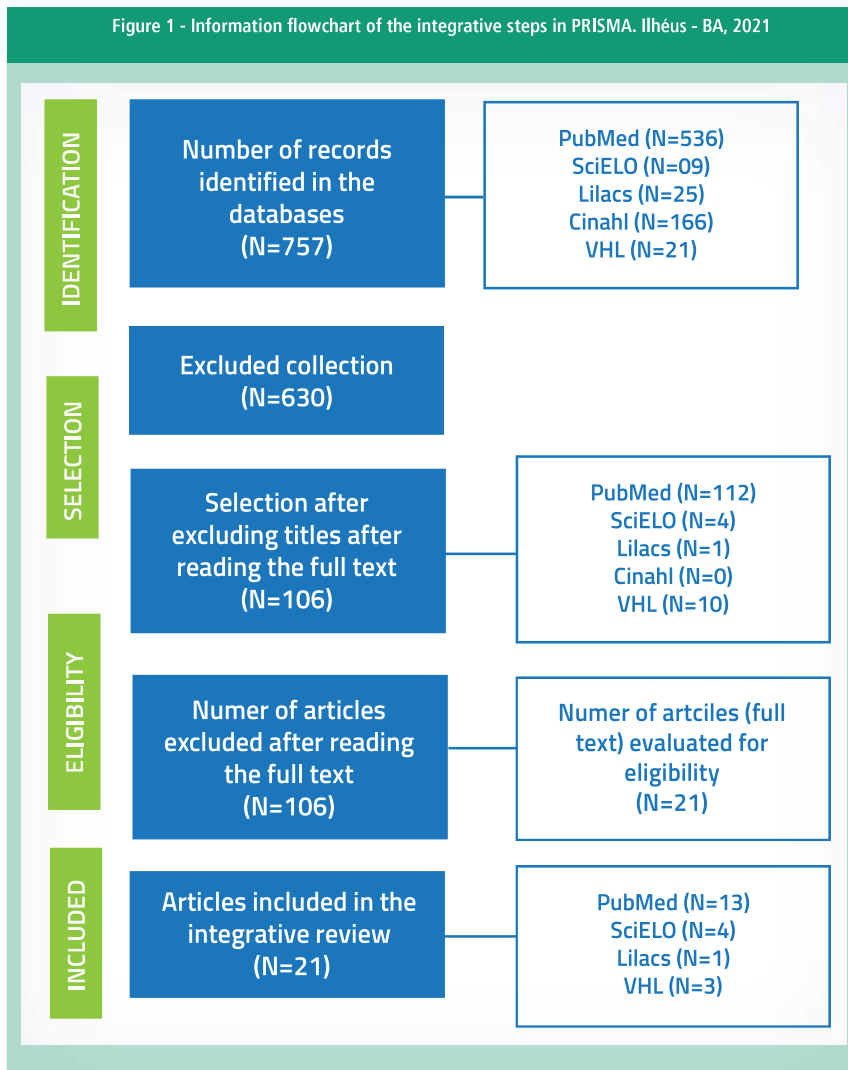 Figure 1 - Information flowchart of the integrative steps in PRISMA. Ilhéus - BA, 2021
IDENTIFICATION
Number of records
identified in the
databases
(N=757)
PubMed (N=536)
SciELO (N=09)
Lilacs (N=25)
Cinahl (N=166)
VHL (N=21)
SELECTION
Excluded collection
(N=630)
Selection after
excluding titles after
reading the full text
(N=106)
PubMed (N=112)
SciELO (N=4)
Lilacs (N=1)
Cinahl (N=0)
VHL (N=10)
ELIGIBILITY
Numer of articles
excluded after reading
the full text
(N=106)
Numer of artciles (full
text) evaluated for
eligibility
(N=21)
INCLUDED
Articles included in the
integrative review
(N=21)
PubMed (N=13)
SciELO (N=4)
Lilacs (N=1)
VHL (N=3)